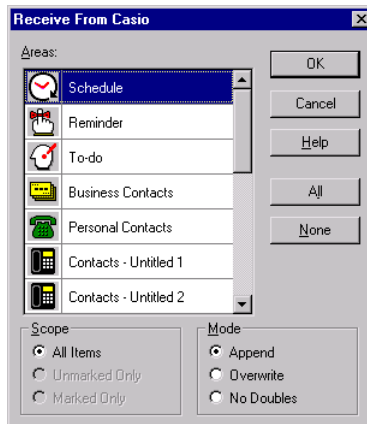 Receive From Casio
Areas:
Schedule
Reminder
To-do
Business Contacts
Personal Contacts
Contacts - Untitled 1
Contacts - Untitled 2
OK
Cancel
Help
All
None
Scope
All Items
Unmarked Only
Marked Only
Mode
Append
Overwrite
No Doubles